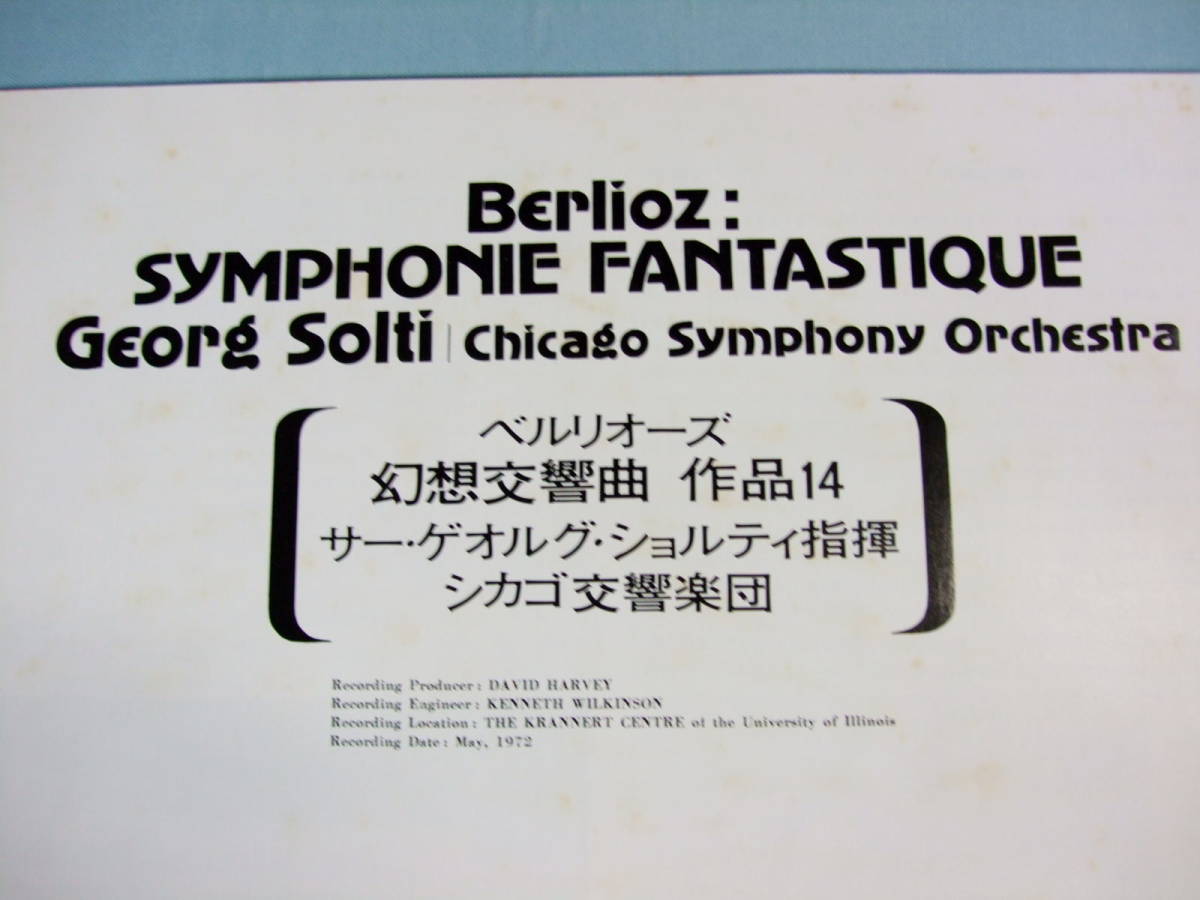 Berlioz:
SYMPHONIE FANTASTIQUE
Georg Solti | Chicago Symphony Orchestra
ベルリオーズ
幻想交響曲 作品14
サー・ゲオルグ・ショルティ指揮
シカゴ交響楽団
Recording Producer: DAVID HARVEY
Recording Engineer: KENNETH WILKINSON
Recording Location: THE KRANNERT CENTRE of the University of Illinois
Recording Date: May, 1972